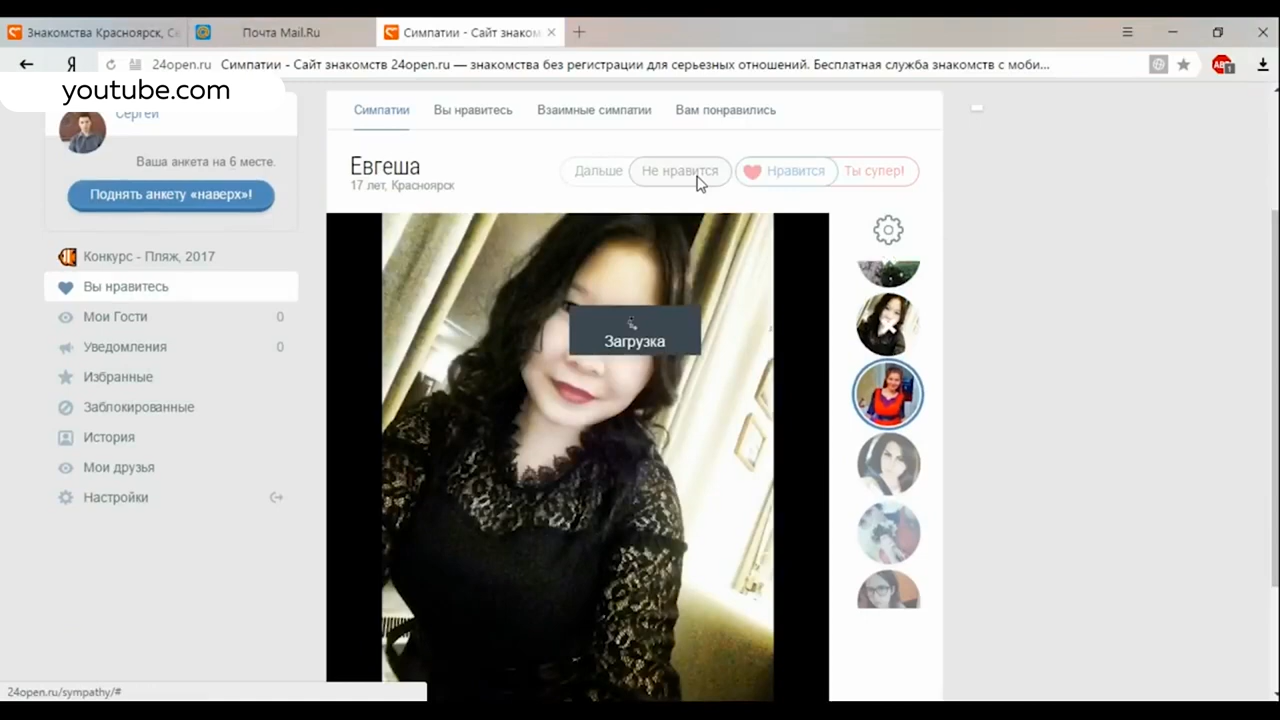 Знакомства Красноярск, Се
Почта Mail.Ru
Симпатии - Сайт знаком
Я
24open.ru Симпатии - Сайт знакомств 24open.ru — знакомства без регистрации для серьезных отношений. Бесплатная служба знакомств с моби...
youtube.com
Сергей
Ваша анкета на 6 месте.
Поднять анкету «наверх»!
Конкурс - Пляж, 2017
Вы нравитесь
Мои Гости 0
Уведомления 0
Избранные
Заблокированные
История
Мои друзья
Настройки
Симпатии Вы нравитесь Взаимные симпатии Вам понравились
Евгеша
17 лет, Красноярск
Дальше Не нравится Нравится Ты супер!
Загрузка
24open.ru/sympathy/#